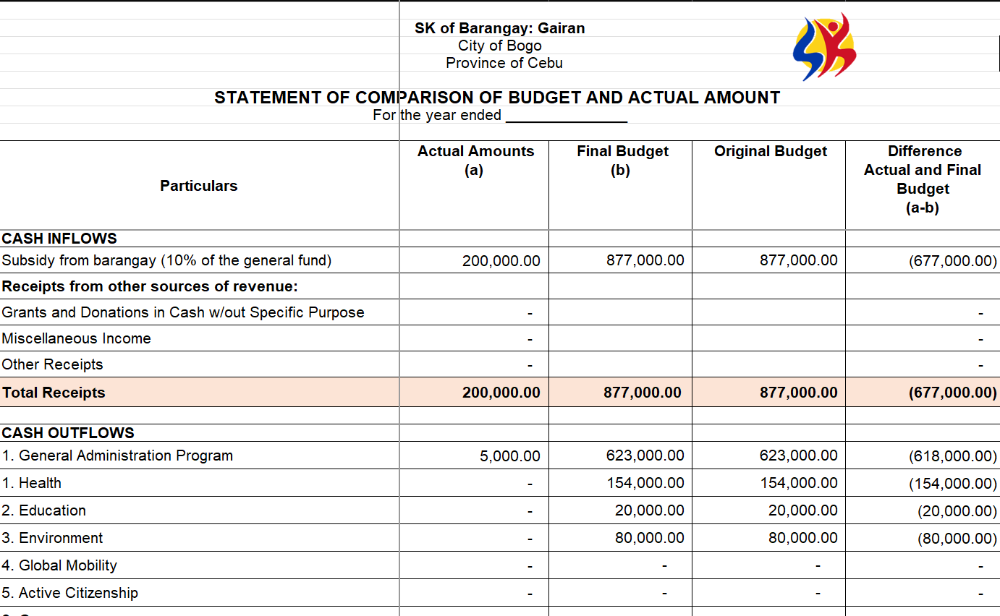 SK of Barangay: Gairan
City of Bogo
Province of Cebu
STATEMENT OF COMPARISON OF BUDGET AND ACTUAL AMOUNT
For the year ended _______________
Particulars Actual Amounts (a) Final Budget (b) Original Budget Difference Actual and Final Budget (a-b)
CASH INFLOWS
Subsidy from barangay (10% of the general fund) 200,000.00 877,000.00 877,000.00 (677,000.00)
Receipts from other sources of revenue:
Grants and Donations in Cash w/out Specific Purpose - -
Miscellaneous Income - -
Other Receipts - -
Total Receipts 200,000.00 877,000.00 877,000.00 (677,000.00)
CASH OUTFLOWS
1. General Administration Program 5,000.00 623,000.00 623,000.00 (618,000.00)
1. Health - 154,000.00 154,000.00 (154,000.00)
2. Education - 20,000.00 20,000.00 (20,000.00)
3. Environment - 80,000.00 80,000.00 (80,000.00)
4. Global Mobility - - - -
5. Active Citizenship - - - -